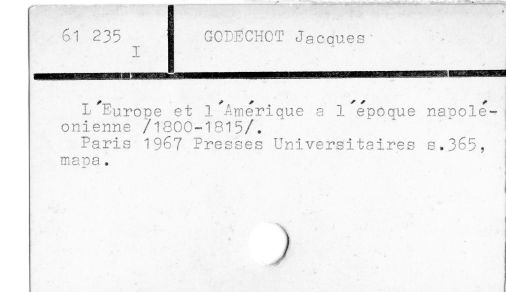 61 235
I
GODECHOT Jacques
L´Europe et l´Amérique a l´époque napolé-
onienne /1800-1815/.
Paris 1967 Presses Universitaires s.365,
mapa.